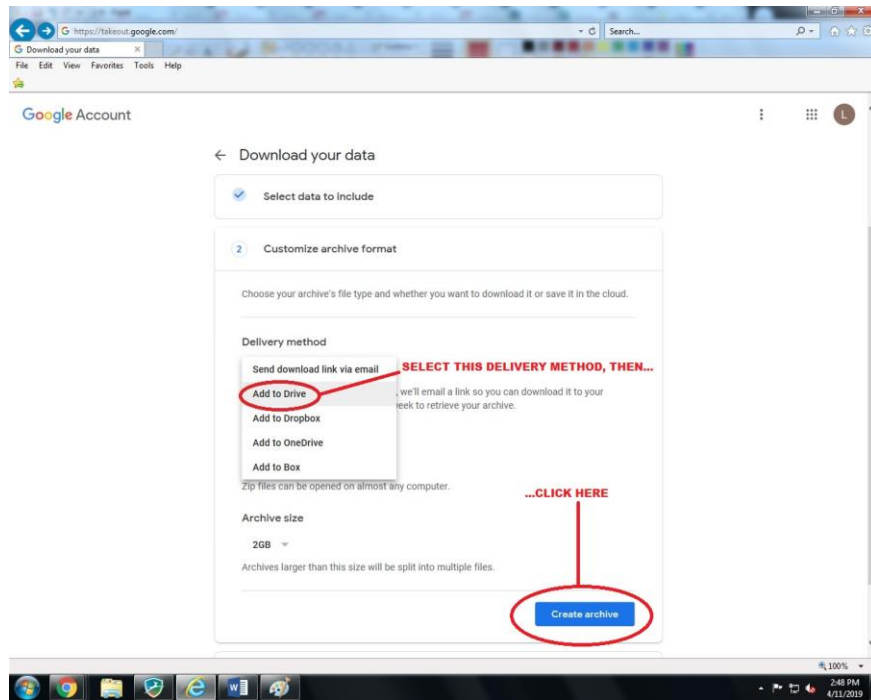 https://takeout.google.com/
Search...
Download your data
File Edit View Favorites Tools Help
Google Account
L
Download your data
Select data to include
2 Customize archive format
Choose your archive's file type and whether you want to download it or save it in the cloud.
Delivery method
Send download link via email
SELECT THIS DELIVERY METHOD, THEN...
Add to Drive
, we'll email a link so you can download it to your
Add to Dropbox
to retrieve your archive.
Add to OneDrive
Add to Box
Zip files can be opened on almost any computer.
...CLICK HERE
Archive size
2GB
Archives larger than this size will be split into multiple files.
Create archive
100%
2:48 PM
4/11/2019